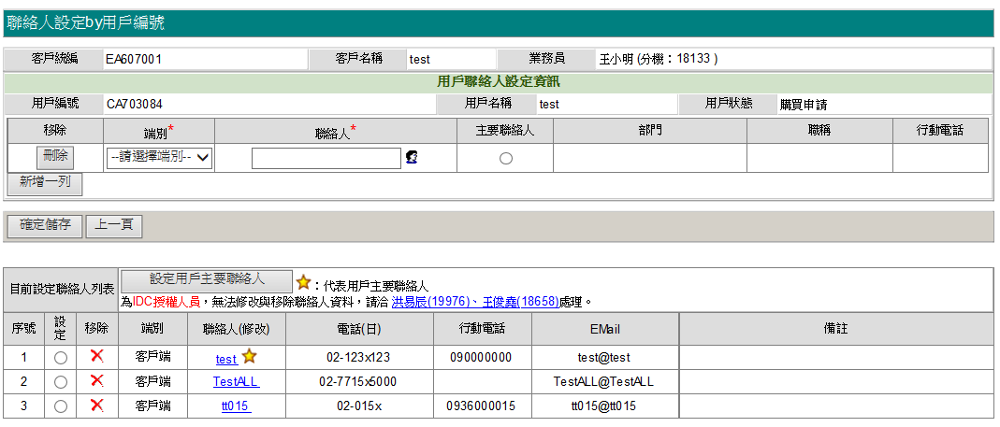 聯絡人設定by用戶編號
客戶統編 EA607001 客戶名稱 test 業務員 王小明 (分機：18133 )
用戶聯絡人設定資訊
用戶編號 CA703084 用戶名稱 test 用戶狀態 購買申請
移除 端別* 聯絡人* 主要聯絡人 部門 職稱 行動電話
刪除 --請選擇端別--
新增一列
確定儲存 上一頁
目前設定聯絡人列表 設定用戶主要聯絡人 ：代表用戶主要聯絡人
為IDC授權人員，無法修改與移除聯絡人資料，請洽 洪易辰(19976)、王俊堯(18658)處理。
序號 設定 移除 端別 聯絡人(修改) 電話(日) 行動電話 EMail 備註
1 客戶端 test 02-123x123 090000000 test@test
2 客戶端 TestALL 02-7715x5000 TestALL@TestALL
3 客戶端 tt015 02-015x 0936000015 tt015@tt015